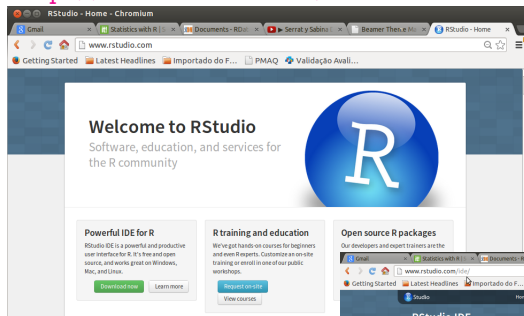 RStudio - Home - Chromium
Gmail
Statistics with R
Documents - RDoc
Serrat y Sabina
Beamer Theme Ma
RStudio - Home
www.rstudio.com
Getting Started
Latest Headlines
Importado do F...
PMAQ
Validação Avali...
Welcome to RStudio
Software, education, and services for
the R community
R
Powerful IDE for R
RStudio IDE is a powerful and productive
user interface for R. It's free and open
source, and works great on Windows,
Mac, and Linux.
Download now
Learn more
R training and education
We've got hands-on courses for beginners
and even R experts. Customize an on-site
training or enroll in one of our public
workshops.
Request on-site
View courses
Open source R packages
Our developers and expert trainers are the
Gmail
Statistics with R
Documents - R
www.rstudio.com/ide/
Getting Started
Latest Headlines
Importado do F...
Studio